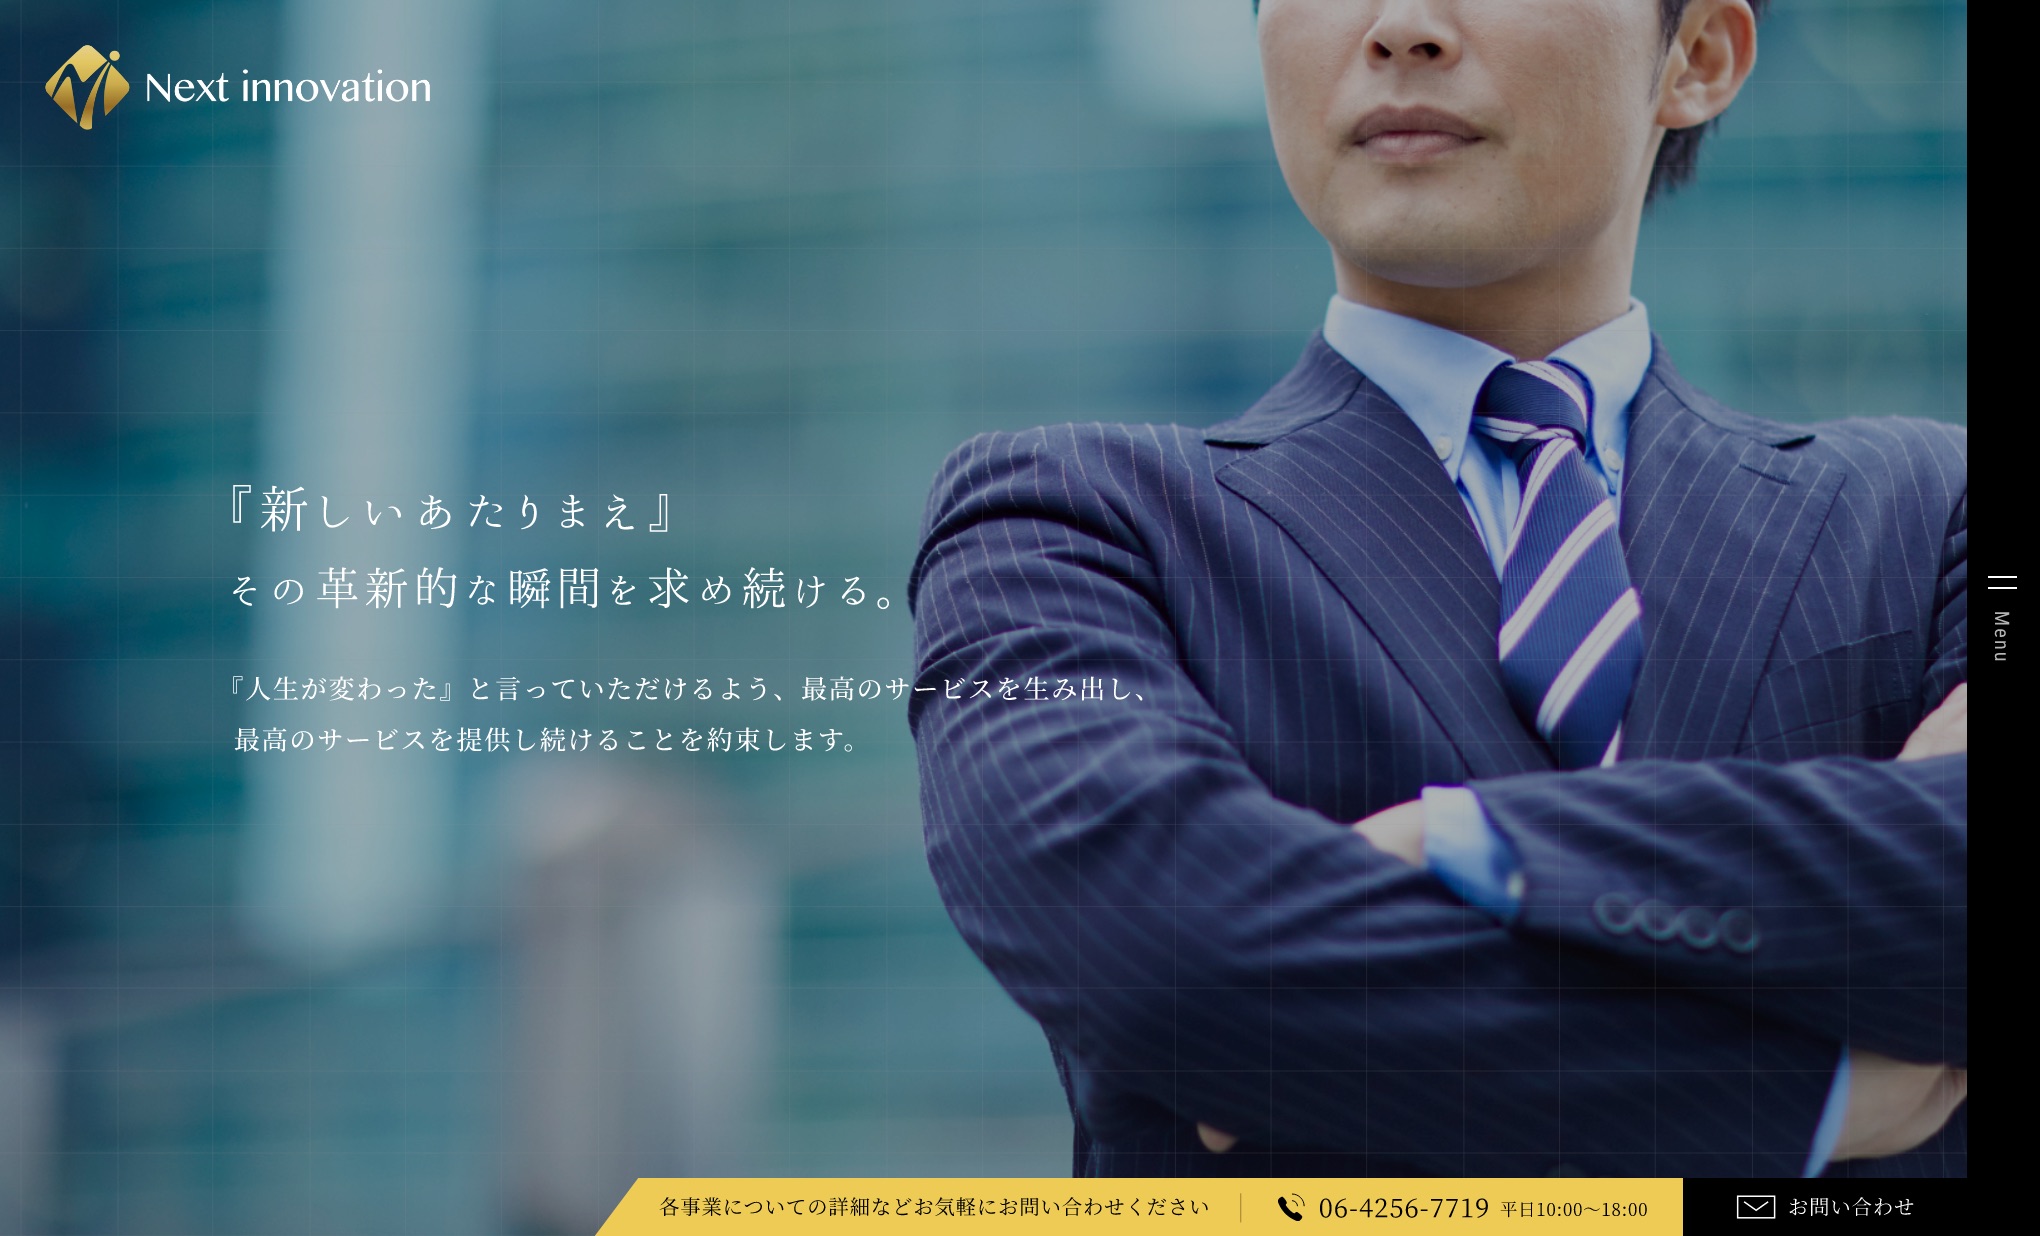 Next innovation
『新しいあたりまえ』
その革新的な瞬間を求め続ける。
『人生が変わった』と言っていただけるよう、最高のサービスを生み出し、
最高のサービスを提供し続けることを約束します。
Menu
各事業についての詳細などお気軽にお問い合わせください
06-4256-7719 平日10:00〜18:00
お問い合わせ